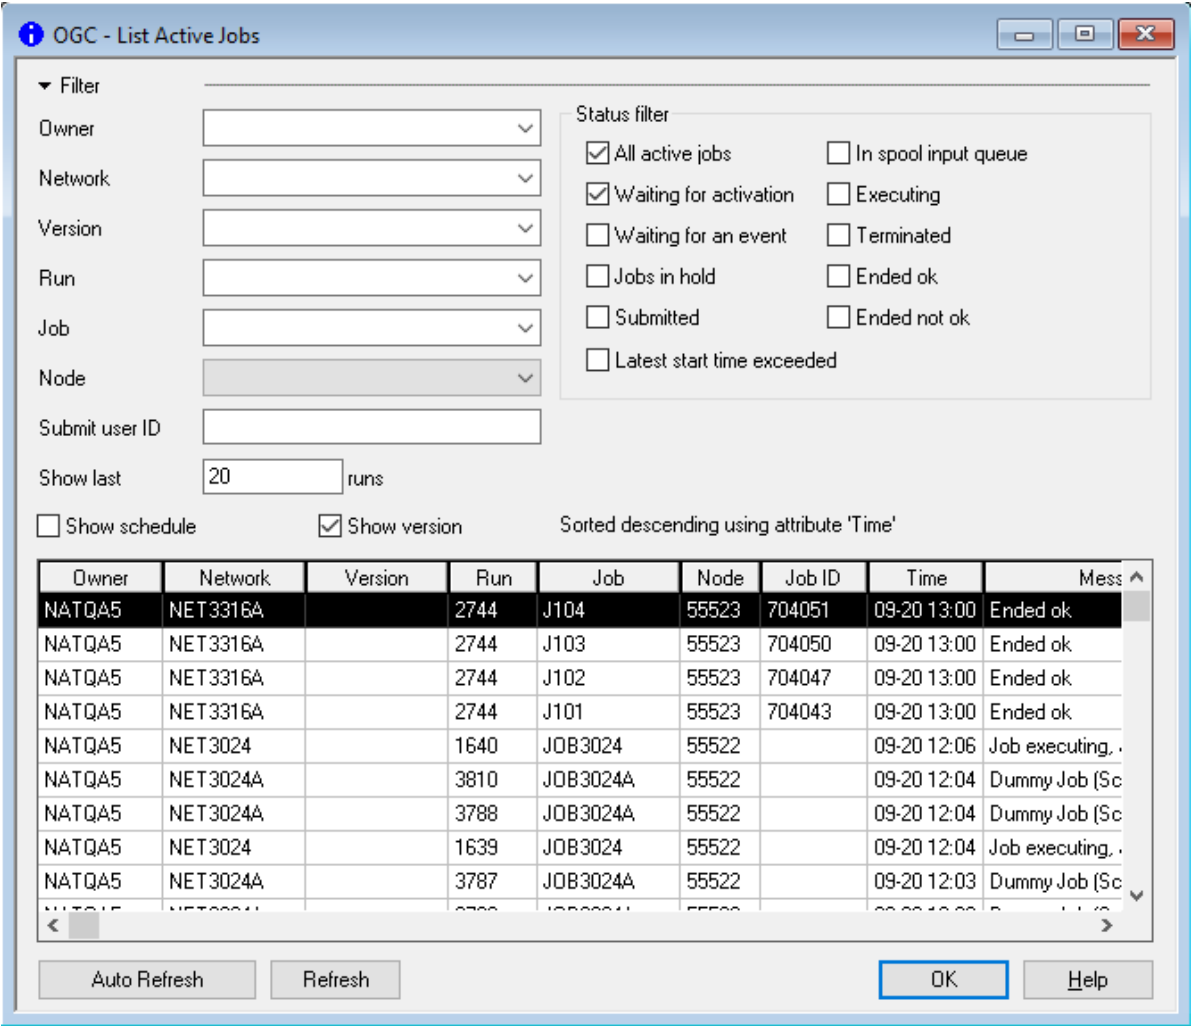 OGC - List Active Jobs
Filter
Owner
Network
Version
Run
Job
Node
Submit user ID
Show last 20 runs
Status filter
All active jobs In spool input queue
Waiting for activation Executing
Waiting for an event Terminated
Jobs in hold Ended ok
Submitted Ended not ok
Latest start time exceeded
Show schedule Show version Sorted descending using attribute 'Time'
Owner Network Version Run Job Node Job ID Time Mess
NATQA5 NET3316A 2744 J104 55523 704051 09-20 13:00 Ended ok
NATQA5 NET3316A 2744 J103 55523 704050 09-20 13:00 Ended ok
NATQA5 NET3316A 2744 J102 55523 704047 09-20 13:00 Ended ok
NATQA5 NET3316A 2744 J101 55523 704043 09-20 13:00 Ended ok
NATQA5 NET3024 1640 JOB3024 55522 09-20 12:06 Job executing,
NATQA5 NET3024A 3810 JOB3024A 55522 09-20 12:04 Dummy Job (Sc
NATQA5 NET3024A 3788 JOB3024A 55522 09-20 12:04 Dummy Job (Sc
NATQA5 NET3024 1639 JOB3024 55522 09-20 12:04 Job executing,
NATQA5 NET3024A 3787 JOB3024A 55522 09-20 12:03 Dummy Job (Sc
Auto Refresh Refresh OK Help